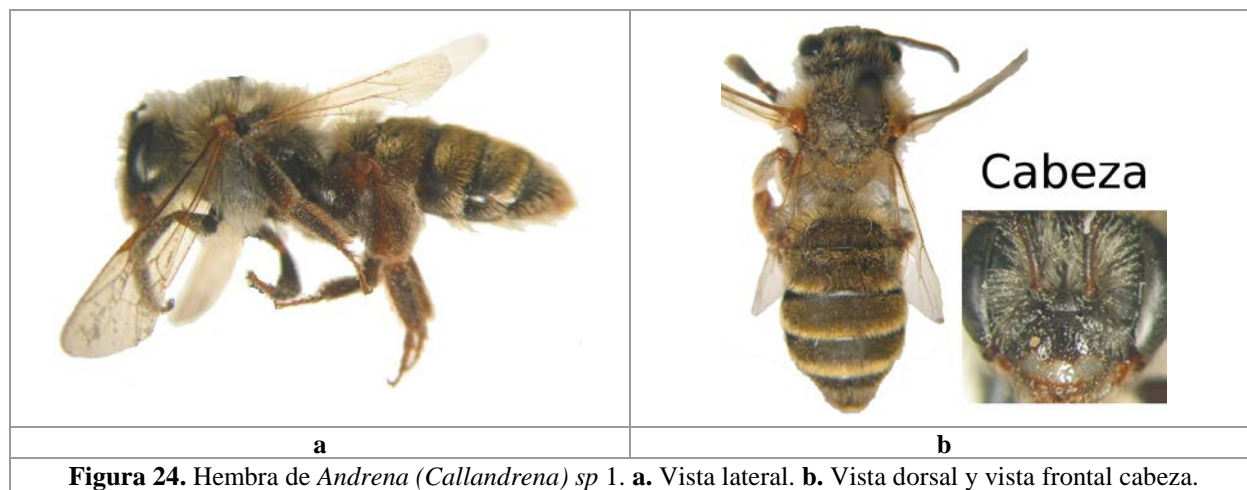 Cabeza
a
b
Figura 24. Hembra de Andrena (Callandrena) sp 1. a. Vista lateral. b. Vista dorsal y vista frontal cabeza.